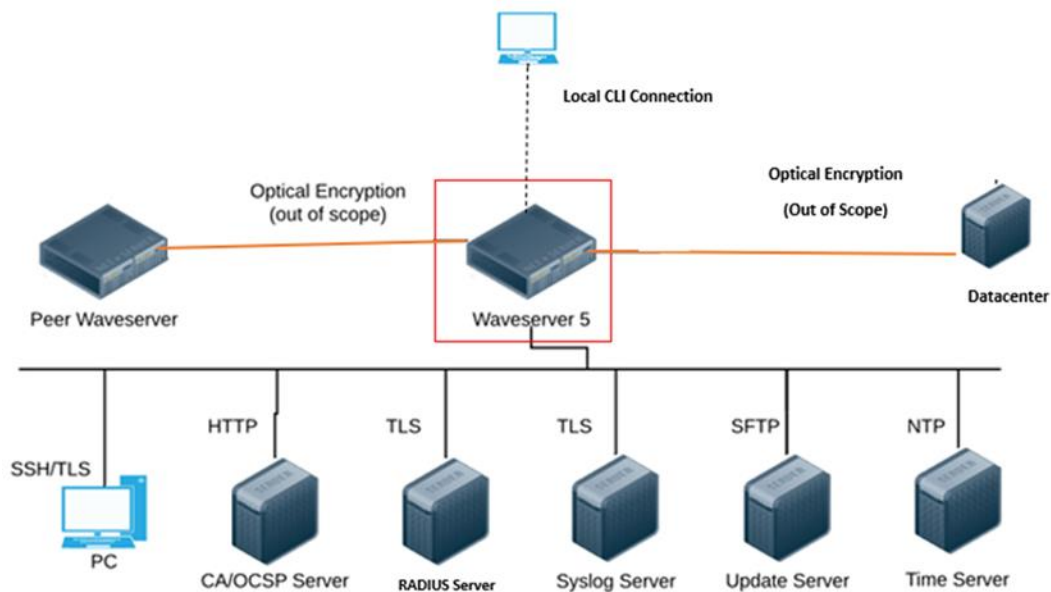 Local CLI Connection
Optical Encryption
(out of scope)
Optical Encryption
(Out of Scope)
Peer Waveserver
Waveserver 5
Datacenter
SSH/TLS
HTTP
TLS
TLS
SFTP
NTP
PC
CA/OCSP Server
RADIUS Server
Syslog Server
Update Server
Time Server